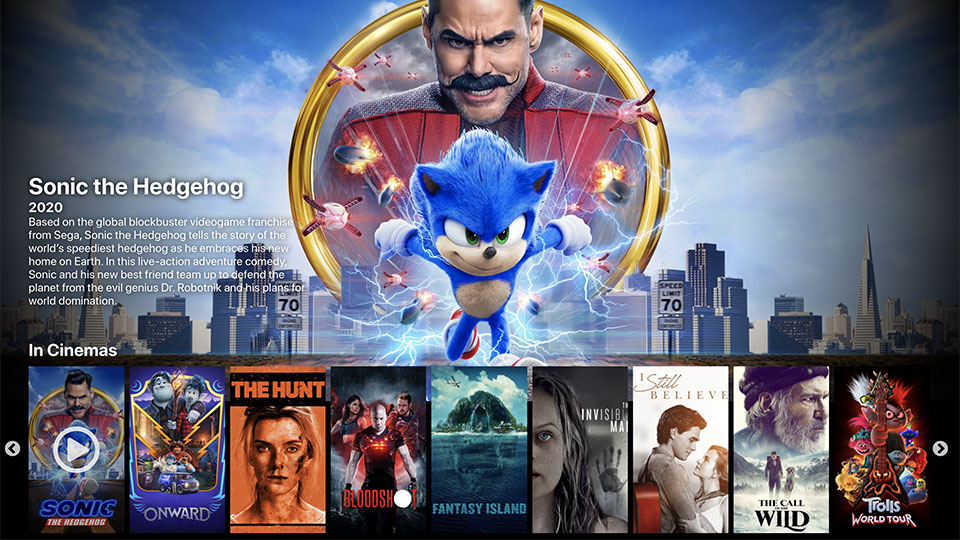 Sonic the Hedgehog
2020
Based on the global blockbuster videogame franchise
from Sega, Sonic the Hedgehog tells the story of the
world's speediest hedgehog as he embraces his new
home on Earth. In this live-action adventure comedy,
Sonic and his new best friend team up to defend the
planet from the evil genius Dr. Robotnik and his plans for
world domination.
LIMIT
70
SPEED
LIMIT
70
In Cinemas
SONIC
THE HEDGEHOG
ONWARD
THE HUNT
BLOODSHOT
FANTASY ISLAND
THE
INVISIBLE
MAN
I Still
BELIEVE
THE CALL
OF THE
WILD
Trolls
WORLD TOUR